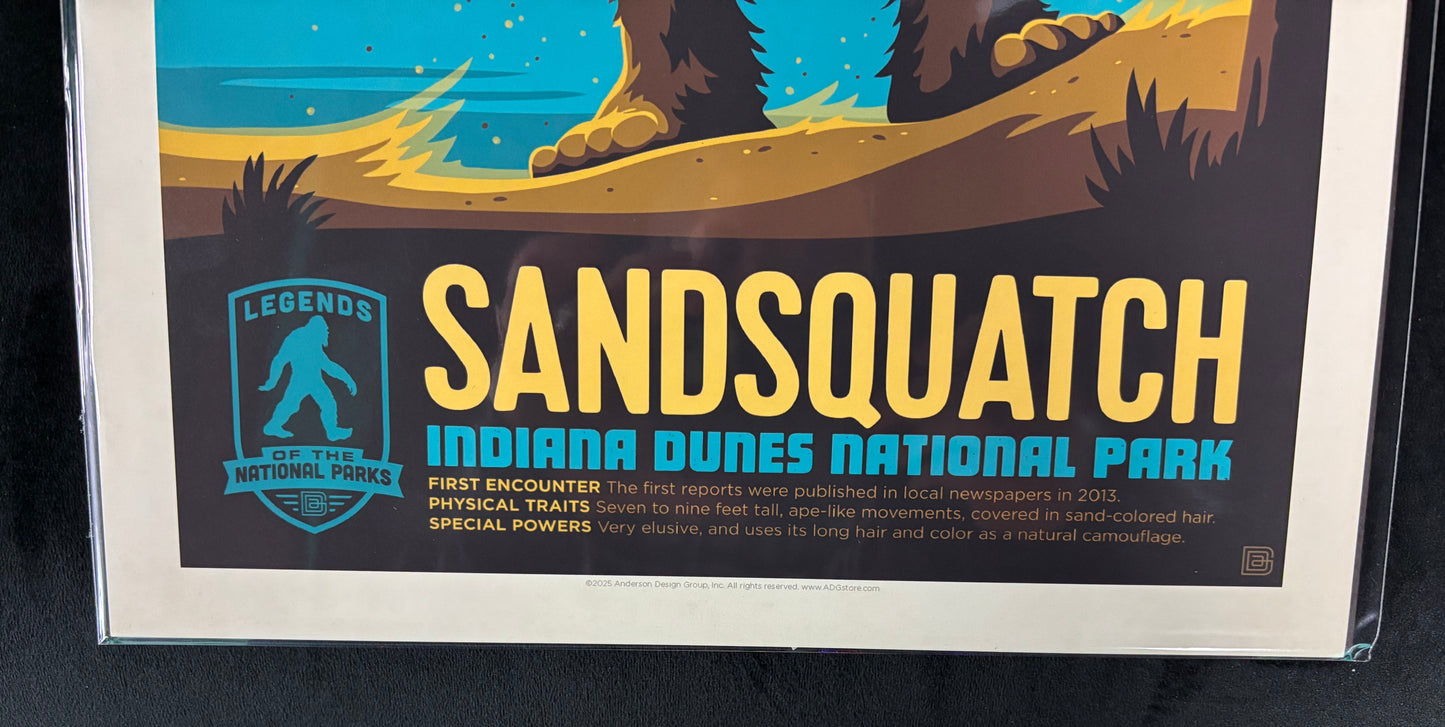 LEGENDS
OF THE
NATIONAL PARKS
SANDSQUATCH
INDIANA DUNES NATIONAL PARK
FIRST ENCOUNTER The first reports were published in local newspapers in 2013.
PHYSICAL TRAITS Seven to nine feet tall, ape-like movements, covered in sand-colored hair.
SPECIAL POWERS Very elusive, and uses its long hair and color as a natural camouflage.
©2025 Anderson Design Group, Inc. All rights reserved. www.ADGstore.com